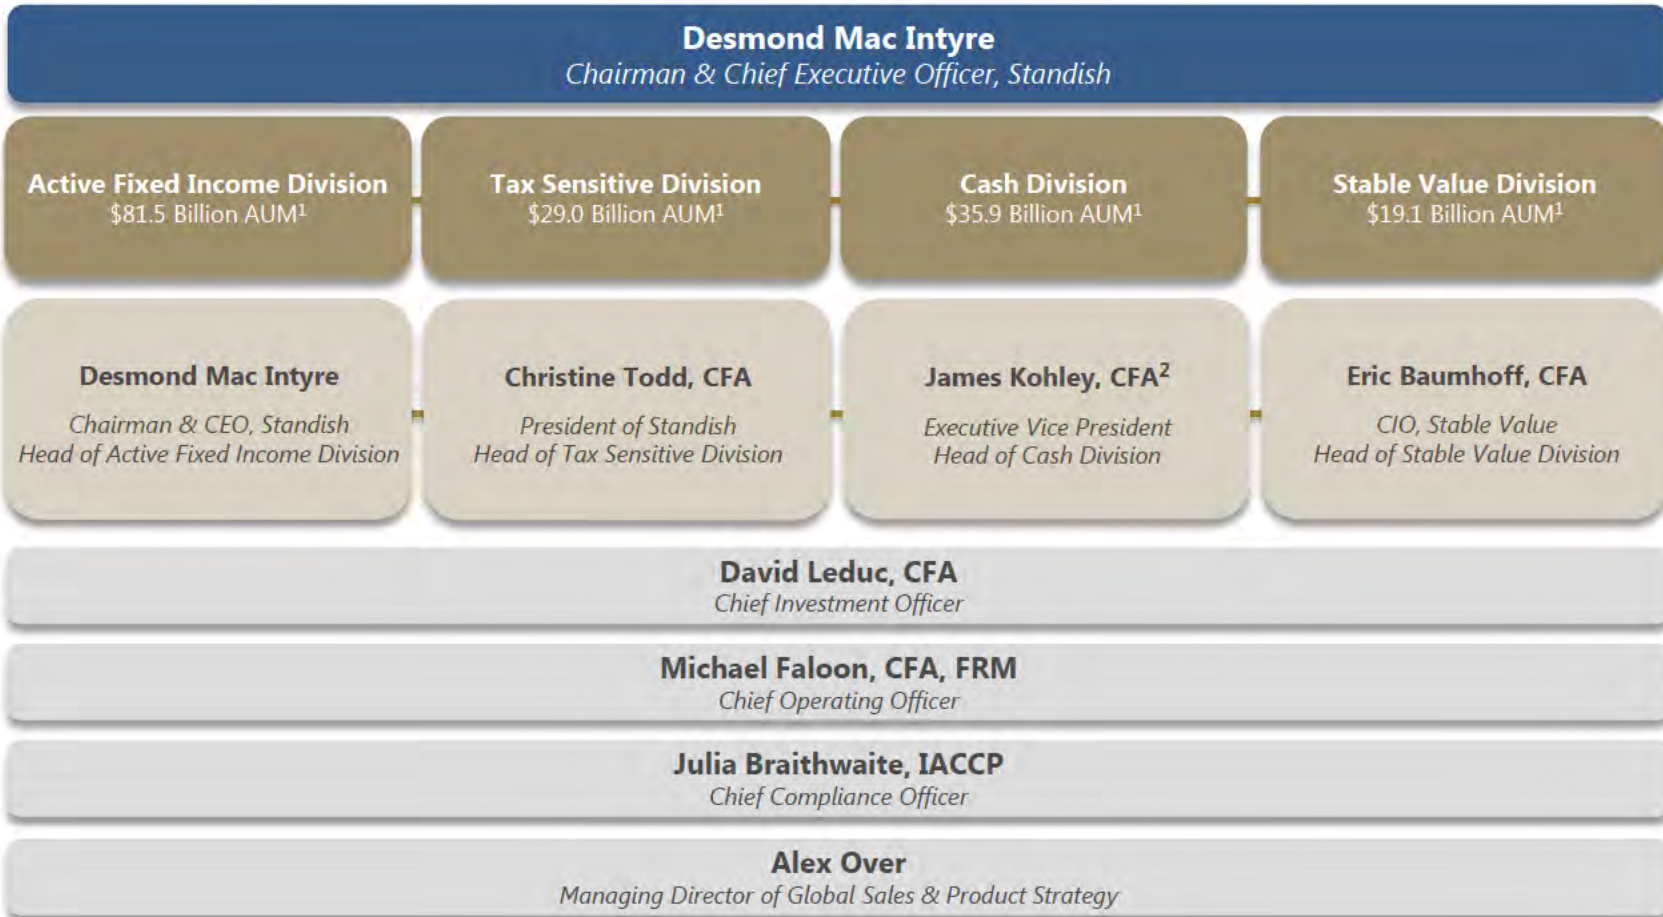 Desmond Mac Intyre
Chairman & Chief Executive Officer, Standish
Active Fixed Income Division
$81.5 Billion AUM¹
Tax Sensitive Division
$29.0 Billion AUM¹
Cash Division
$35.9 Billion AUM¹
Stable Value Division
$19.1 Billion AUM¹
Desmond Mac Intyre
Chairman & CEO, Standish
Head of Active Fixed Income Division
Christine Todd, CFA
President of Standish
Head of Tax Sensitive Division
James Kohley, CFA²
Executive Vice President
Head of Cash Division
Eric Baumhoff, CFA
CIO, Stable Value
Head of Stable Value Division
David Leduc, CFA
Chief Investment Officer
Michael Faloon, CFA, FRM
Chief Operating Officer
Julia Braithwaite, IACCP
Chief Compliance Officer
Alex Over
Managing Director of Global Sales & Product Strategy